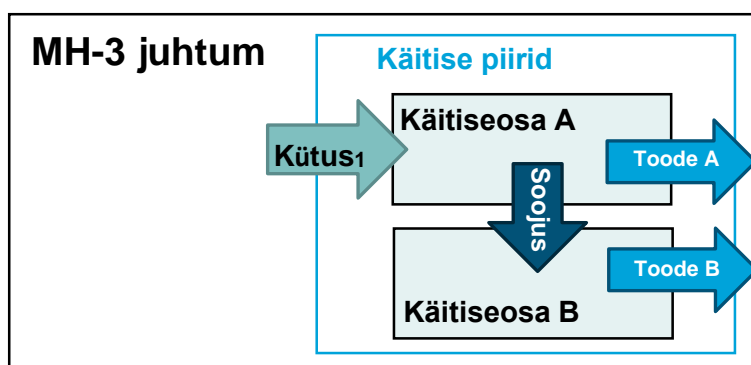 MH-3 juhtum
Käitise piirid
Kütus1
Käitiseosa A
Toode A
Soojus
Toode B
Käitiseosa B